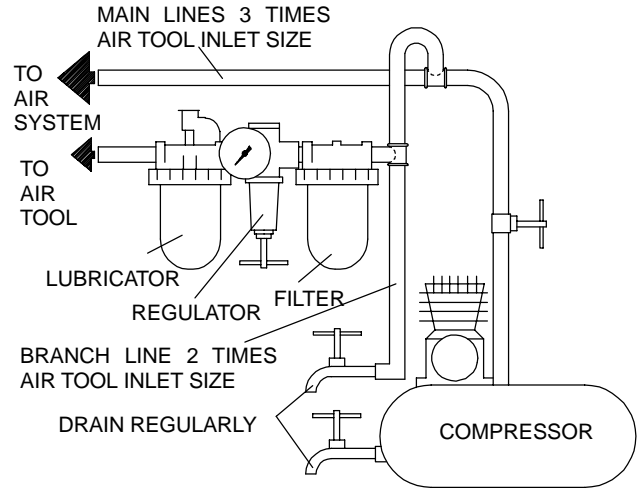 MAIN LINES 3 TIMES
AIR TOOL INLET SIZE
TO
AIR
SYSTEM
TO
AIR
TOOL
LUBRICATOR
REGULATOR
FILTER
BRANCH LINE 2 TIMES
AIR TOOL INLET SIZE
DRAIN REGULARLY
COMPRESSOR